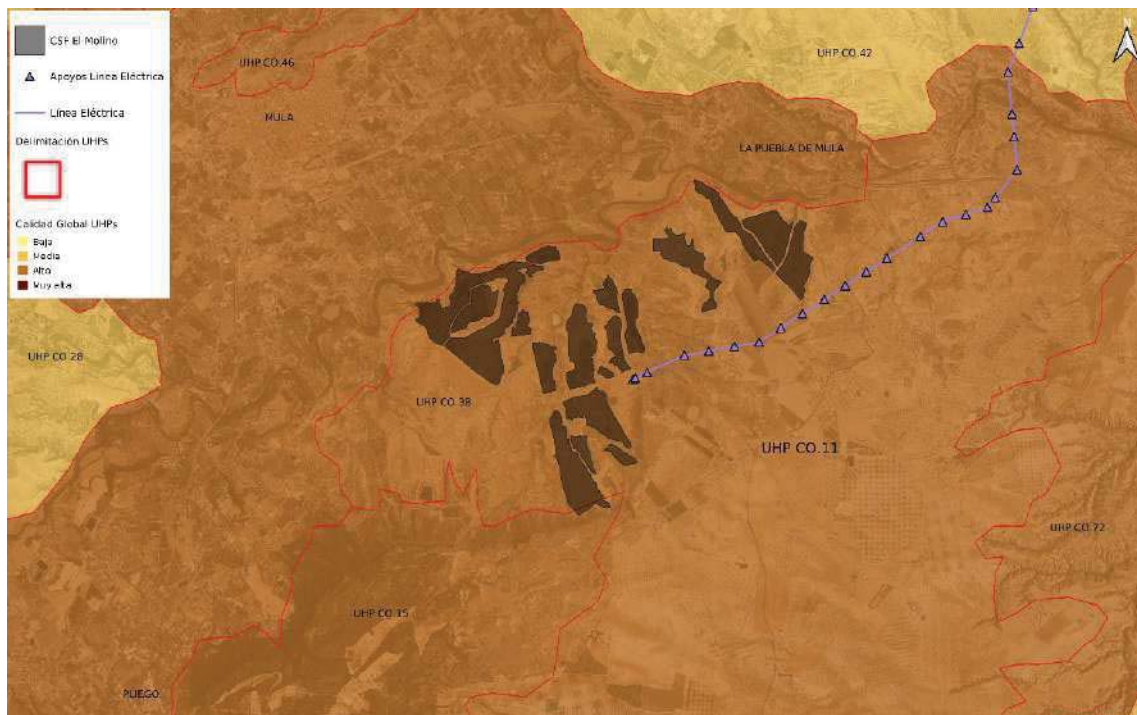 CSF El Molino
Apoyos Linea Eléctrica
Línea Eléctrica
Delimitación UHPs
Calidad Global UHPs
Baja
Media
Alto
Muy alta
N
UHP CO.46
UHP CO.42
MULA
LA PUEBLA DE MULA
UHP CO 28
UHP CO.38
UHP CO.11
UHP CO.72
UHP CO.15
PLIEGO